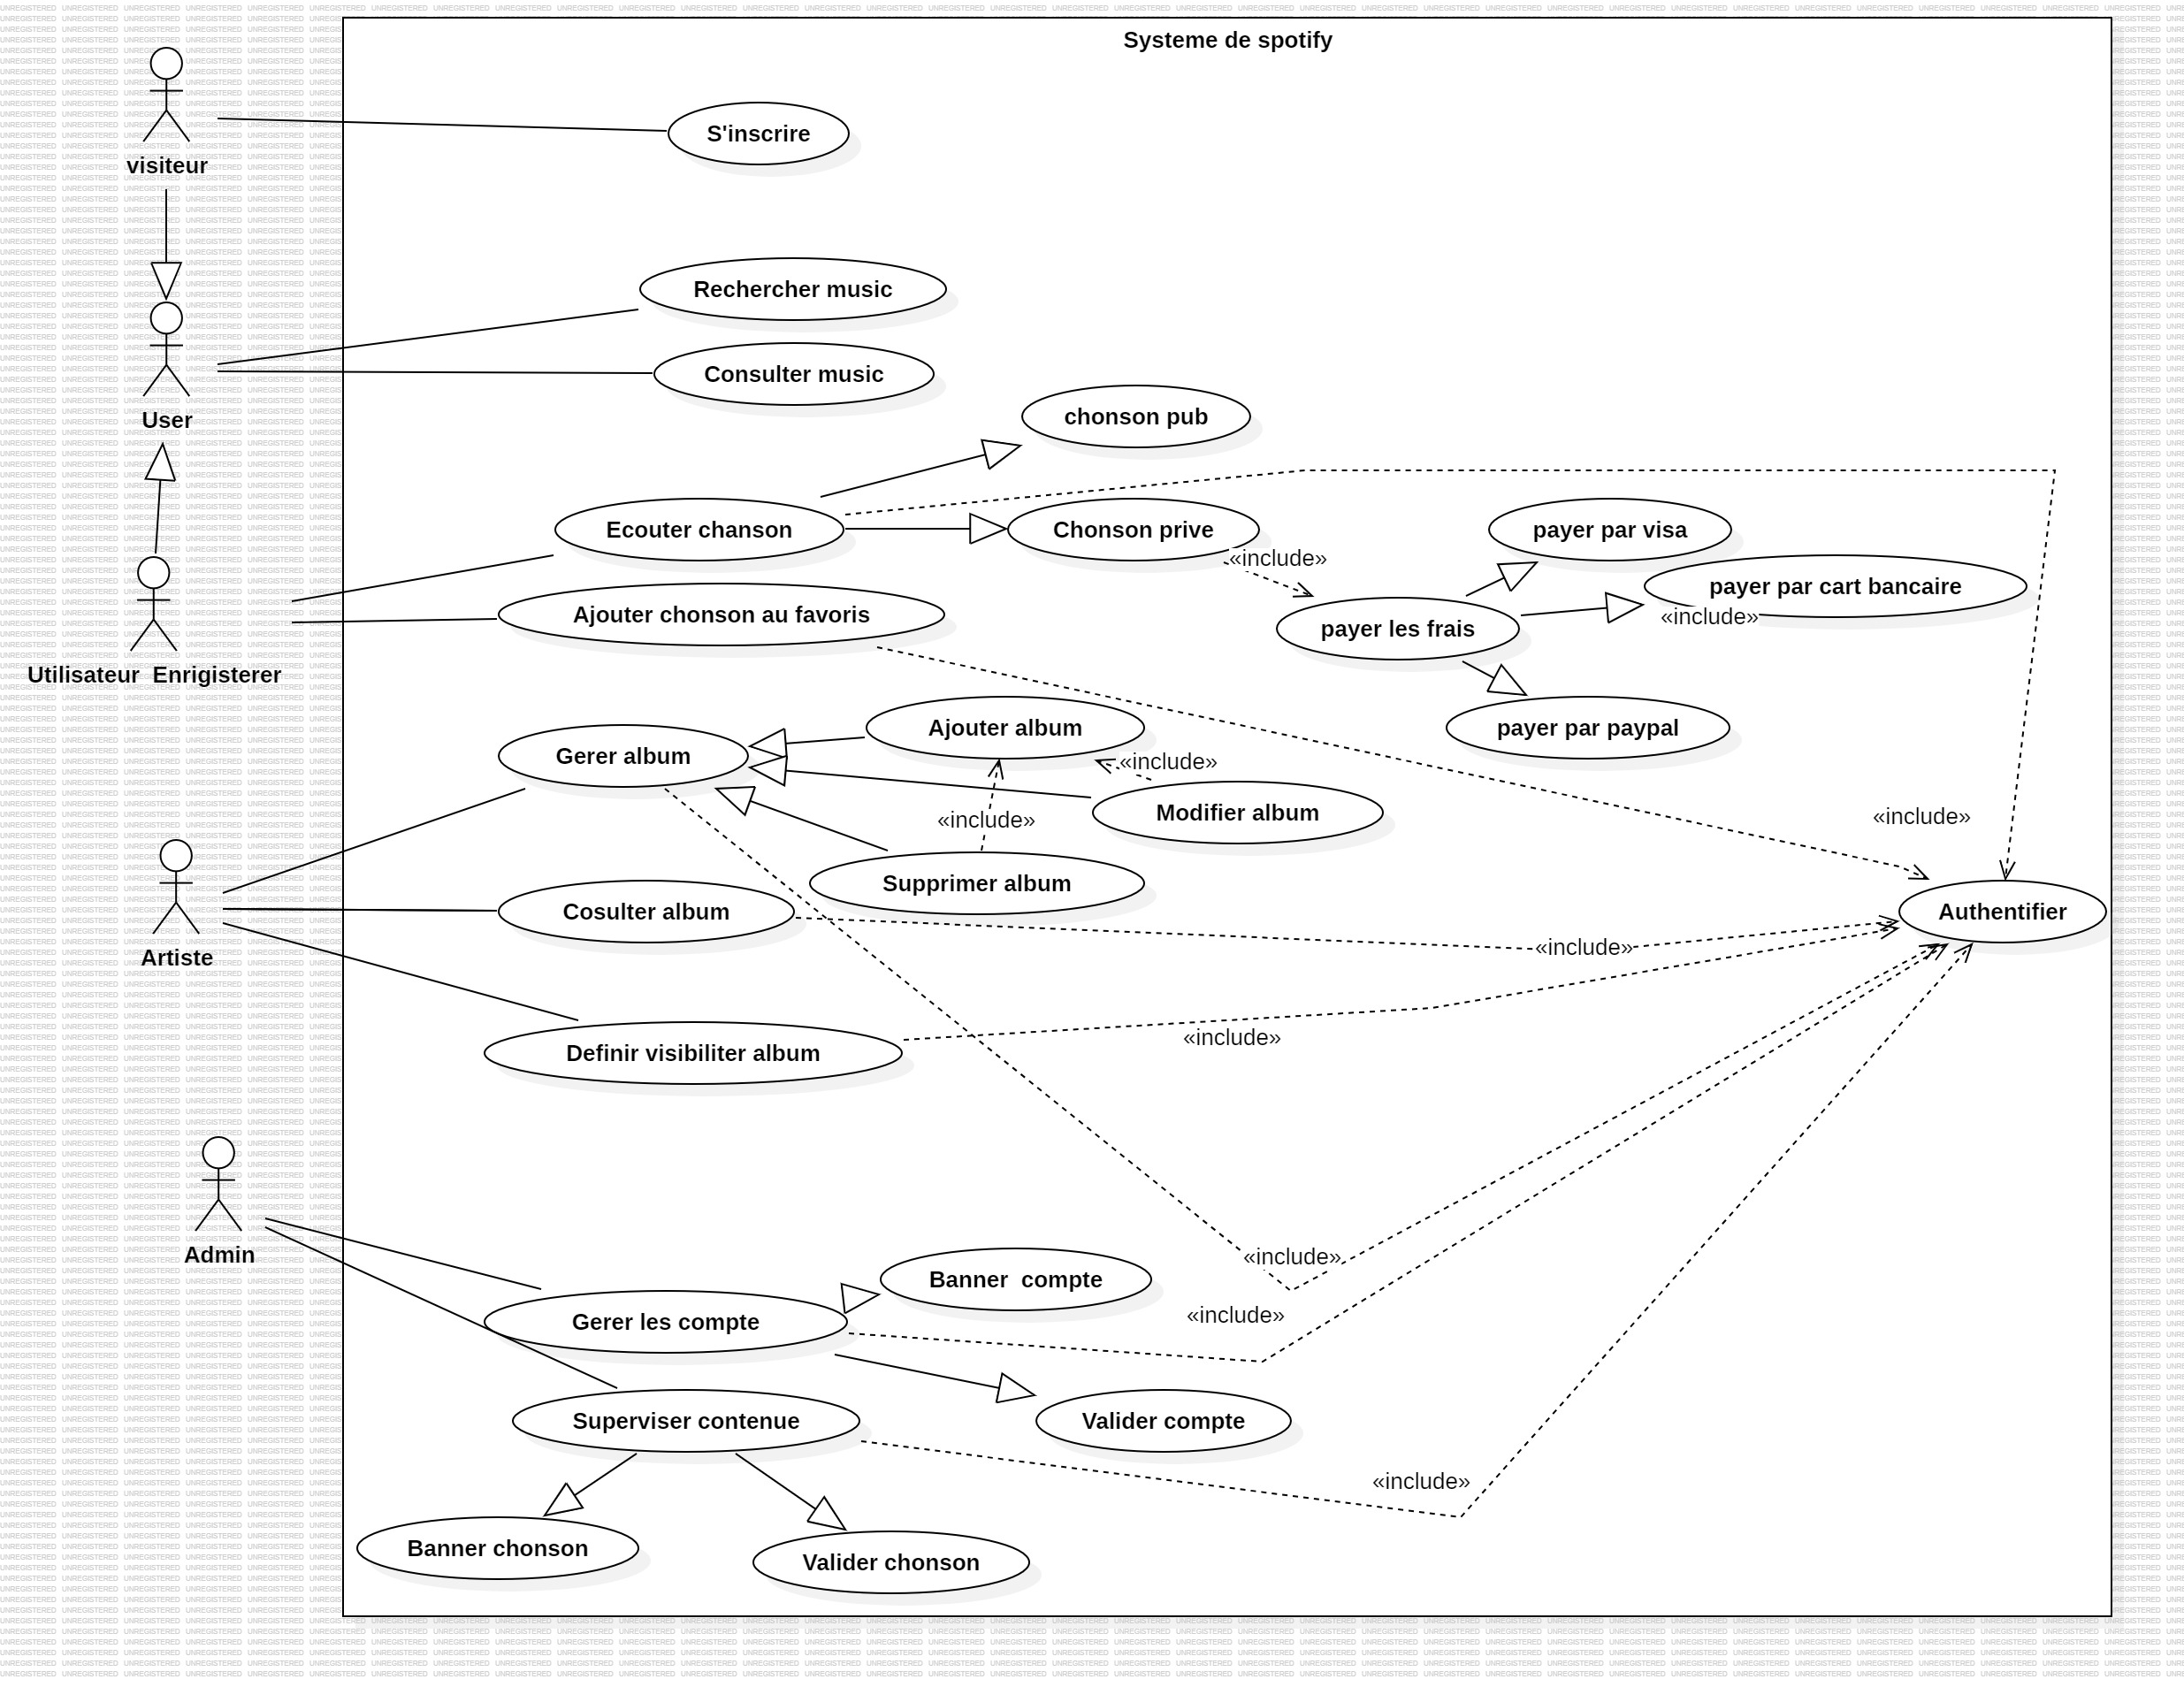 Systeme de spotify
visiteur
S'inscrire
Rechercher music
Consulter music
User
chonson pub
Ecouter chanson
Chonson prive
payer par visa
«include»
payer par cart bancaire
«include»
Ajouter chonson au favoris
payer les frais
Utilisateur  Enrigisterer
Ajouter album
payer par paypal
Gerer album
«include»
Modifier album
«include»
«include»
Supprimer album
Cosulter album
Authentifier
«include»
Artiste
«include»
Definir visibiliter album
Admin
«include»
Banner  compte
«include»
Gerer les compte
Superviser contenue
Valider compte
«include»
Banner chonson
Valider chonson
UNREGISTERED